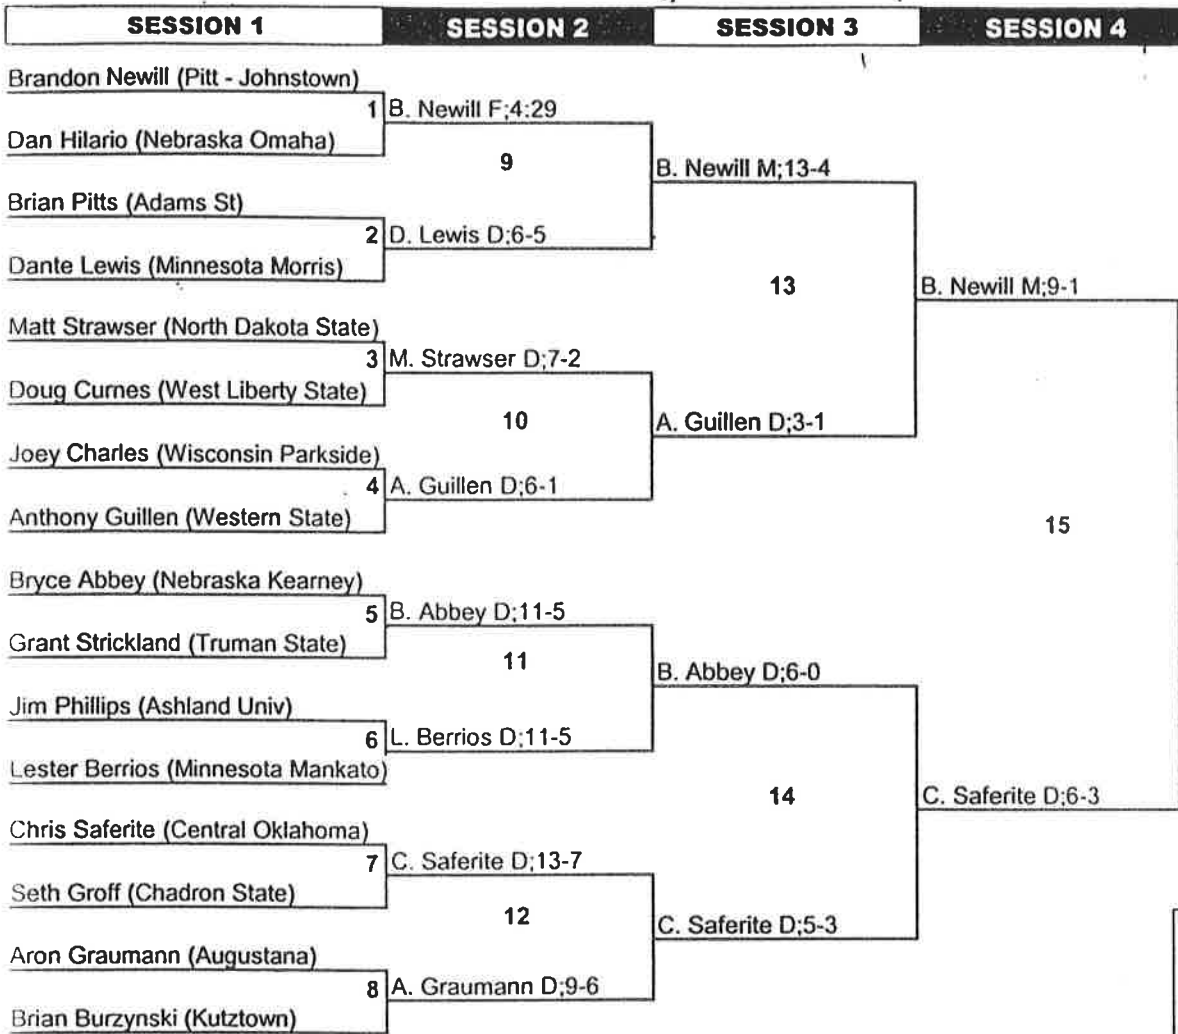 SESSION 1 SESSION 2 SESSION 3 SESSION 4
Brandon Newill (Pitt - Johnstown)
1 B. Newill F;4:29
Dan Hilario (Nebraska Omaha)
9
B. Newill M;13-4
Brian Pitts (Adams St)
2 D. Lewis D;6-5
Dante Lewis (Minnesota Morris)
13
B. Newill M;9-1
Matt Strawser (North Dakota State)
3 M. Strawser D;7-2
Doug Curnes (West Liberty State)
10
A. Guillen D;3-1
Joey Charles (Wisconsin Parkside)
4 A. Guillen D;6-1
Anthony Guillen (Western State)
15
Bryce Abbey (Nebraska Kearney)
5 B. Abbey D;11-5
Grant Strickland (Truman State)
11
B. Abbey D;6-0
Jim Phillips (Ashland Univ)
6 L. Berrios D;11-5
Lester Berrios (Minnesota Mankato)
14
C. Saferite D;6-3
Chris Saferite (Central Oklahoma)
7 C. Saferite D;13-7
Seth Groff (Chadron State)
12
C. Saferite D;5-3
Aron Graumann (Augustana)
8 A. Graumann D;9-6
Brian Burzynski (Kutztown)